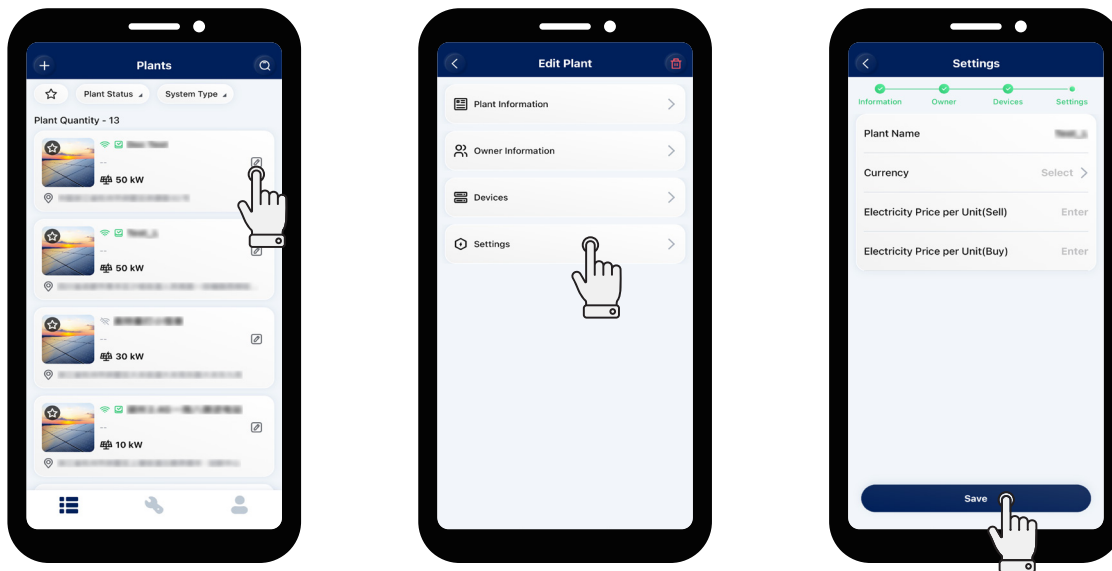 Plants
Plant Status
System Type
Plant Quantity - 13
--
50 kW
--
50 kW
--
30 kW
--
10 kW
Edit Plant
Plant Information
Owner Information
Devices
Settings
Settings
Information Owner Devices Settings
Plant Name
Currency Select
Electricity Price per Unit(Sell) Enter
Electricity Price per Unit(Buy) Enter
Save